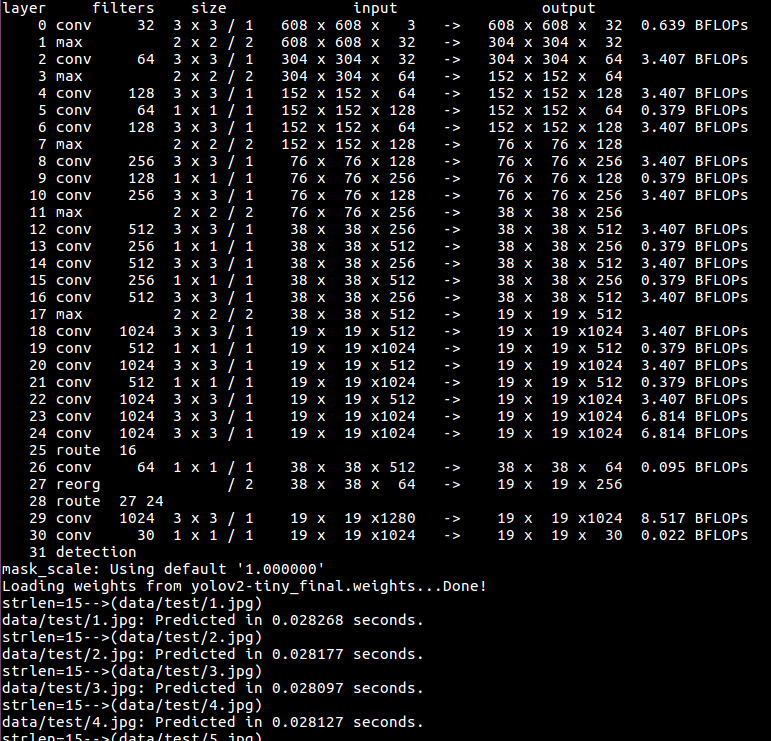 layer     filters    size              input                output
    0 conv     32  3 x 3 / 1   608 x 608 x   3   ->   608 x 608 x  32  0.639 BFLOPs
    1 max          2 x 2 / 2   608 x 608 x  32   ->   304 x 304 x  32
    2 conv     64  3 x 3 / 1   304 x 304 x  32   ->   304 x 304 x  64  3.407 BFLOPs
    3 max          2 x 2 / 2   304 x 304 x  64   ->   152 x 152 x  64
    4 conv    128  3 x 3 / 1   152 x 152 x  64   ->   152 x 152 x 128  3.407 BFLOPs
    5 conv     64  1 x 1 / 1   152 x 152 x 128   ->   152 x 152 x  64  0.379 BFLOPs
    6 conv    128  3 x 3 / 1   152 x 152 x  64   ->   152 x 152 x 128  3.407 BFLOPs
    7 max          2 x 2 / 2   152 x 152 x 128   ->    76 x  76 x 128
    8 conv    256  3 x 3 / 1    76 x  76 x 128   ->    76 x  76 x 256  3.407 BFLOPs
    9 conv    128  1 x 1 / 1    76 x  76 x 256   ->    76 x  76 x 128  0.379 BFLOPs
   10 conv    256  3 x 3 / 1    76 x  76 x 128   ->    76 x  76 x 256  3.407 BFLOPs
   11 max          2 x 2 / 2    76 x  76 x 256   ->    38 x  38 x 256
   12 conv    512  3 x 3 / 1    38 x  38 x 256   ->    38 x  38 x 512  3.407 BFLOPs
   13 conv    256  1 x 1 / 1    38 x  38 x 512   ->    38 x  38 x 256  0.379 BFLOPs
   14 conv    512  3 x 3 / 1    38 x  38 x 256   ->    38 x  38 x 512  3.407 BFLOPs
   15 conv    256  1 x 1 / 1    38 x  38 x 512   ->    38 x  38 x 256  0.379 BFLOPs
   16 conv    512  3 x 3 / 1    38 x  38 x 256   ->    38 x  38 x 512  3.407 BFLOPs
   17 max          2 x 2 / 2    38 x  38 x 512   ->    19 x  19 x 512
   18 conv   1024  3 x 3 / 1    19 x  19 x 512   ->    19 x  19 x1024  3.407 BFLOPs
   19 conv    512  1 x 1 / 1    19 x  19 x1024   ->    19 x  19 x 512  0.379 BFLOPs
   20 conv   1024  3 x 3 / 1    19 x  19 x 512   ->    19 x  19 x1024  3.407 BFLOPs
   21 conv    512  1 x 1 / 1    19 x  19 x1024   ->    19 x  19 x 512  0.379 BFLOPs
   22 conv   1024  3 x 3 / 1    19 x  19 x 512   ->    19 x  19 x1024  3.407 BFLOPs
   23 conv   1024  3 x 3 / 1    19 x  19 x1024   ->    19 x  19 x1024  6.814 BFLOPs
   24 conv   1024  3 x 3 / 1    19 x  19 x1024   ->    19 x  19 x1024  6.814 BFLOPs
   25 route  16
   26 conv     64  1 x 1 / 1    38 x  38 x 512   ->    38 x  38 x  64  0.095 BFLOPs
   27 reorg              / 2    38 x  38 x  64   ->    19 x  19 x 256
   28 route  27 24
   29 conv   1024  3 x 3 / 1    19 x  19 x1280   ->    19 x  19 x1024  8.517 BFLOPs
   30 conv     30  1 x 1 / 1    19 x  19 x1024   ->    19 x  19 x  30  0.022 BFLOPs
   31 detection
mask_scale: Using default '1.000000'
Loading weights from yolov2-tiny_final.weights...Done!
strlen=15-->(data/test/1.jpg)
data/test/1.jpg: Predicted in 0.028268 seconds.
strlen=15-->(data/test/2.jpg)
data/test/2.jpg: Predicted in 0.028177 seconds.
strlen=15-->(data/test/3.jpg)
data/test/3.jpg: Predicted in 0.028097 seconds.
strlen=15-->(data/test/4.jpg)
data/test/4.jpg: Predicted in 0.028127 seconds.
strlen=15-->(data/test/5.jpg)